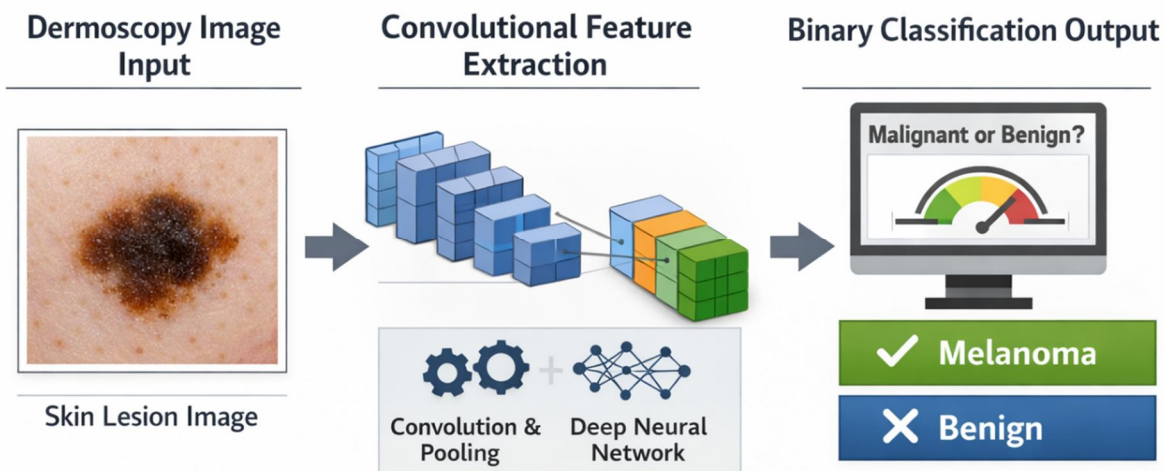 Dermoscopy Image
Input
Skin Lesion Image
Convolutional Feature
Extraction
Convolution &
Pooling
+
Deep Neural
Network
Binary Classification Output
Malignant or Benign?
Melanoma
Benign